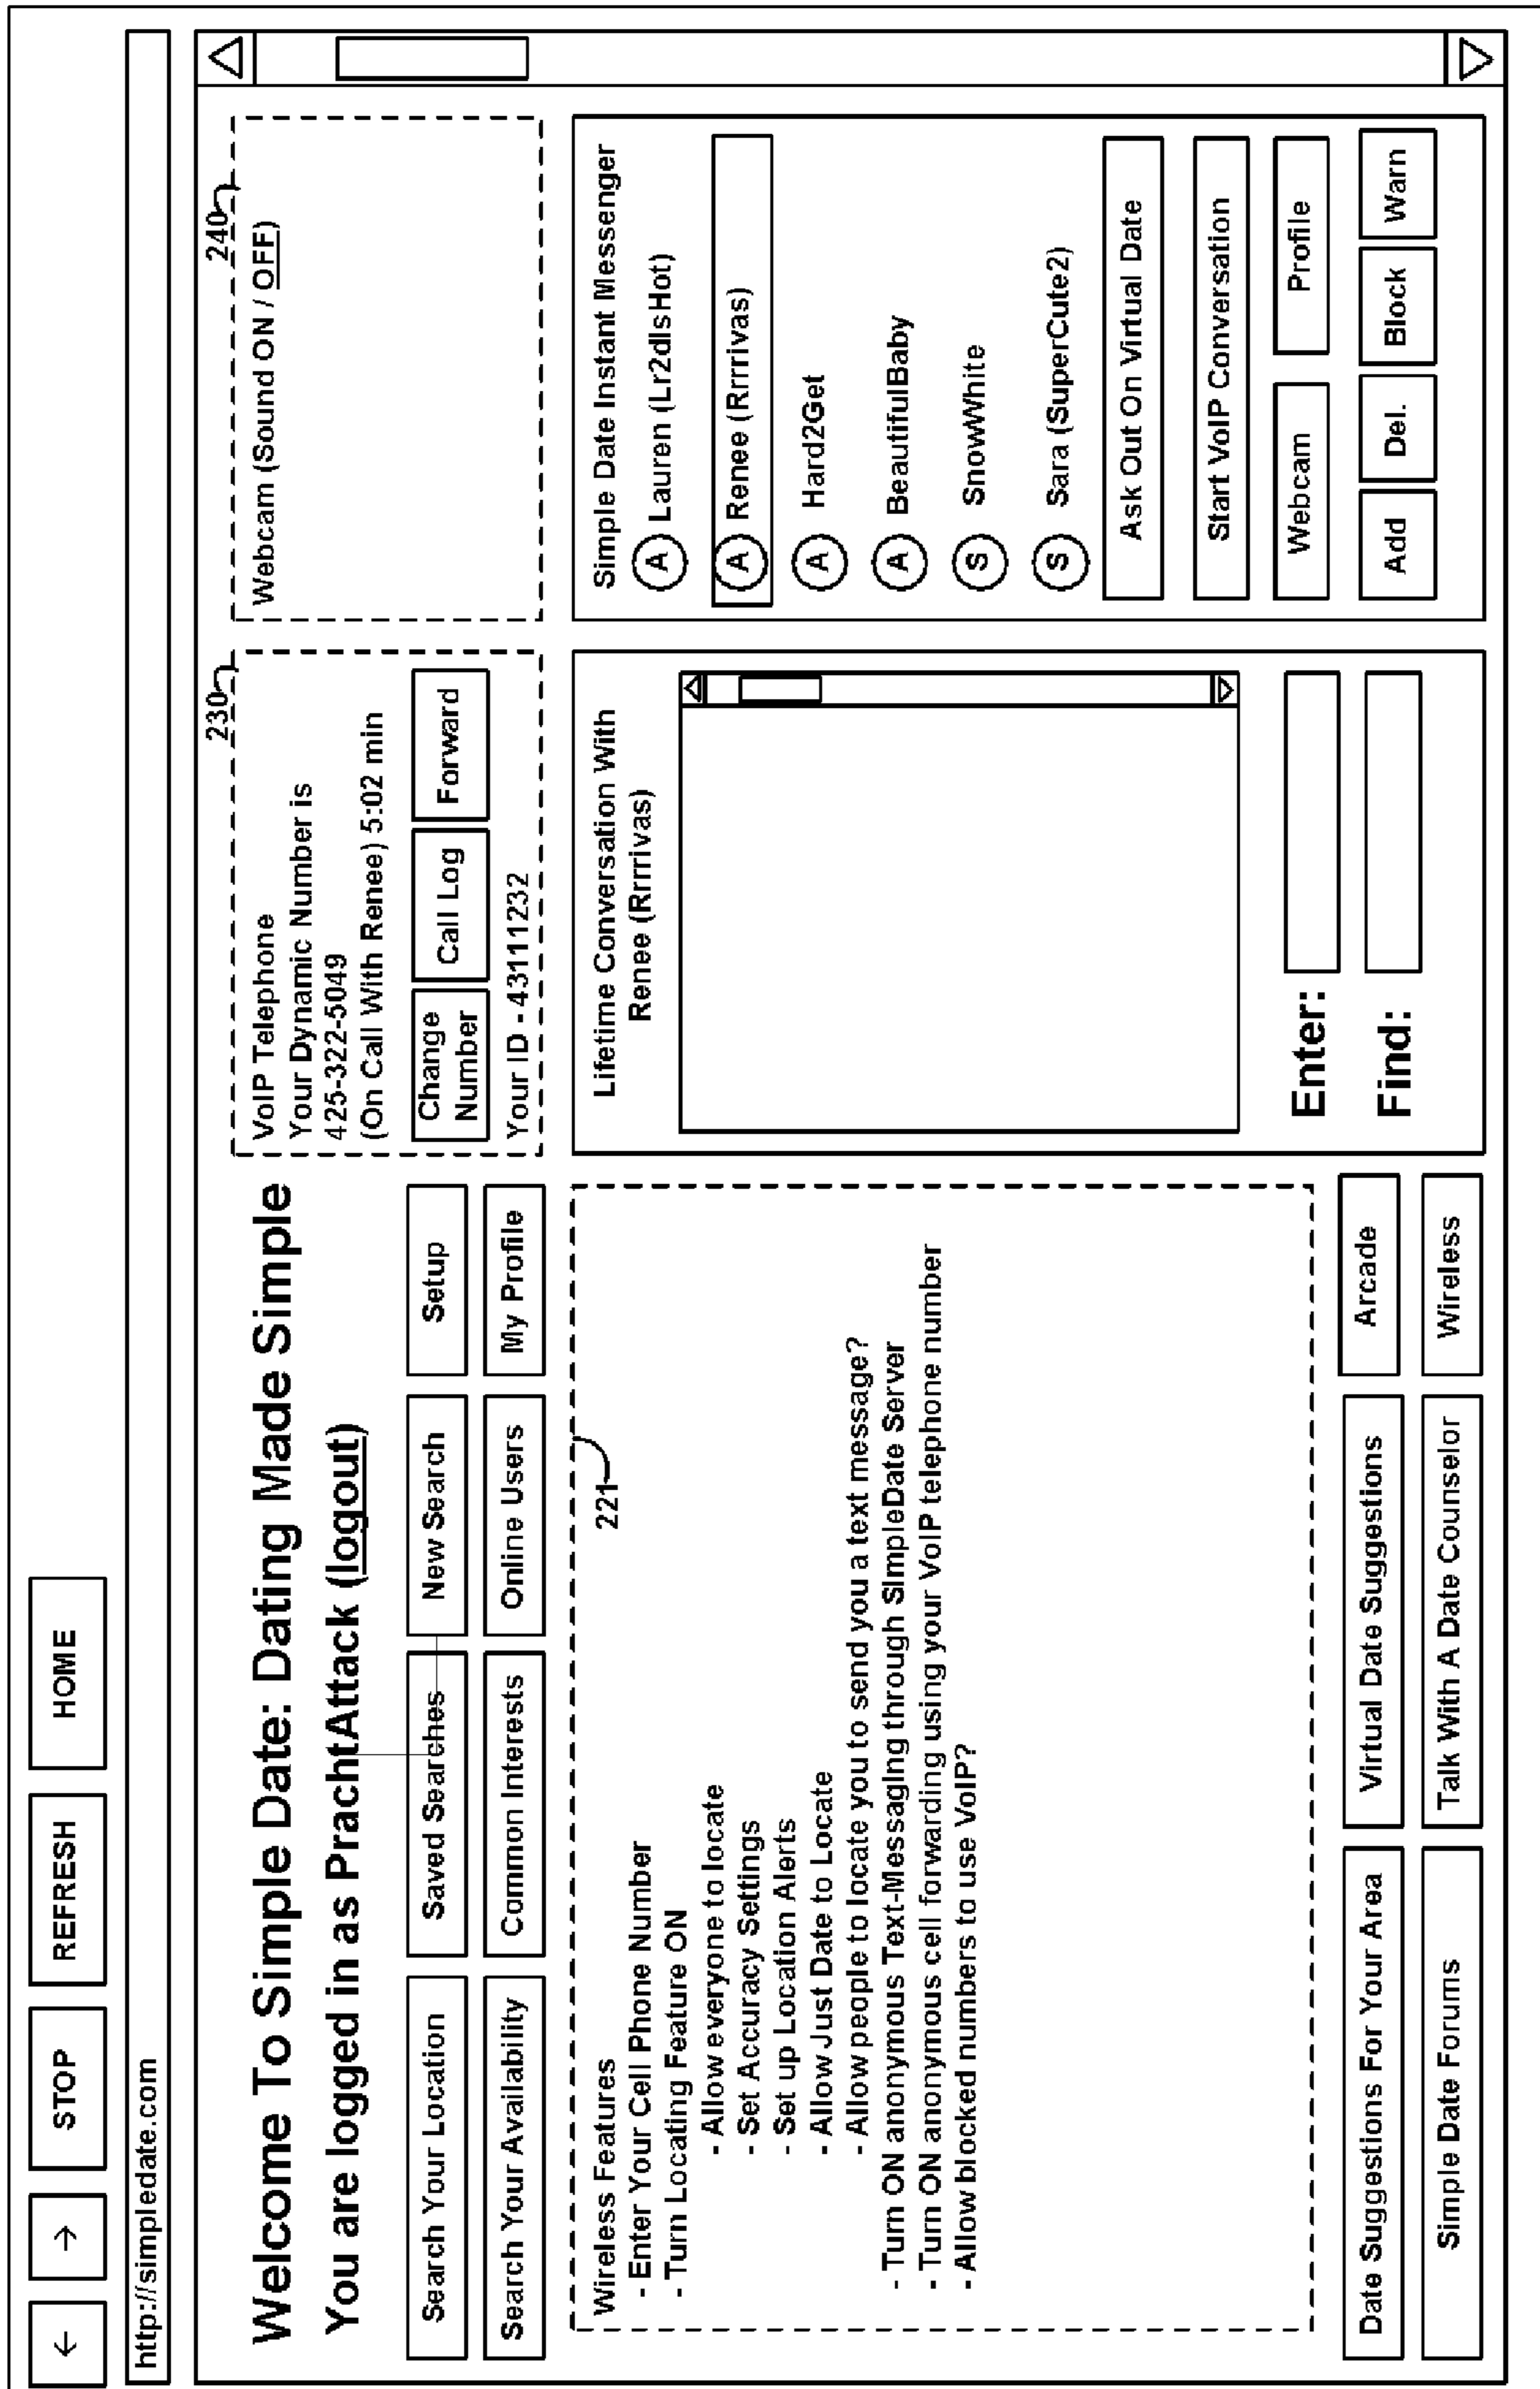 ← → STOP REFRESH HOME
http://simpledate.com
Welcome To Simple Date: Dating Made Simple
You are logged in as PrachtAttack (logout)
Search Your Location Saved Searches New Search Setup
Search Your Availability Common Interests Online Users My Profile
221
Wireless Features
- Enter Your Cell Phone Number
- Turn Locating Feature ON
- Allow everyone to locate
- Set Accuracy Settings
- Set up Location Alerts
- Allow Just Date to Locate
- Allow people to locate you to send you a text message?
- Turn ON anonymous Text-Messaging through SImpleDate Server
- Turn ON anonymous cell forwarding using your VoIP telephone number
- Allow blocked numbers to use VoIP?
Date Suggestions For Your Area Virtual Date Suggestions Arcade
Simple Date Forums Talk With A Date Counselor Wireless
230
VoIP Telephone
Your Dynamic Number is
425-322-5049
(On Call With Renee) 5:02 min
Change
Number
Call Log
Forward
Your ID - 43111232
Lifetime Conversation With
Renee (Rrrrivas)
Enter:
Find:
240
Webcam (Sound ON / OFF)
Simple Date Instant Messenger
A Lauren (Lr2dIsHot)
A Renee (Rrrrivas)
A Hard2Get
A BeautifulBaby
S SnowWhite
S Sara (SuperCute2)
Ask Out On Virtual Date
Start VoIP Conversation
Webcam Profile
Add Del. Block Warn